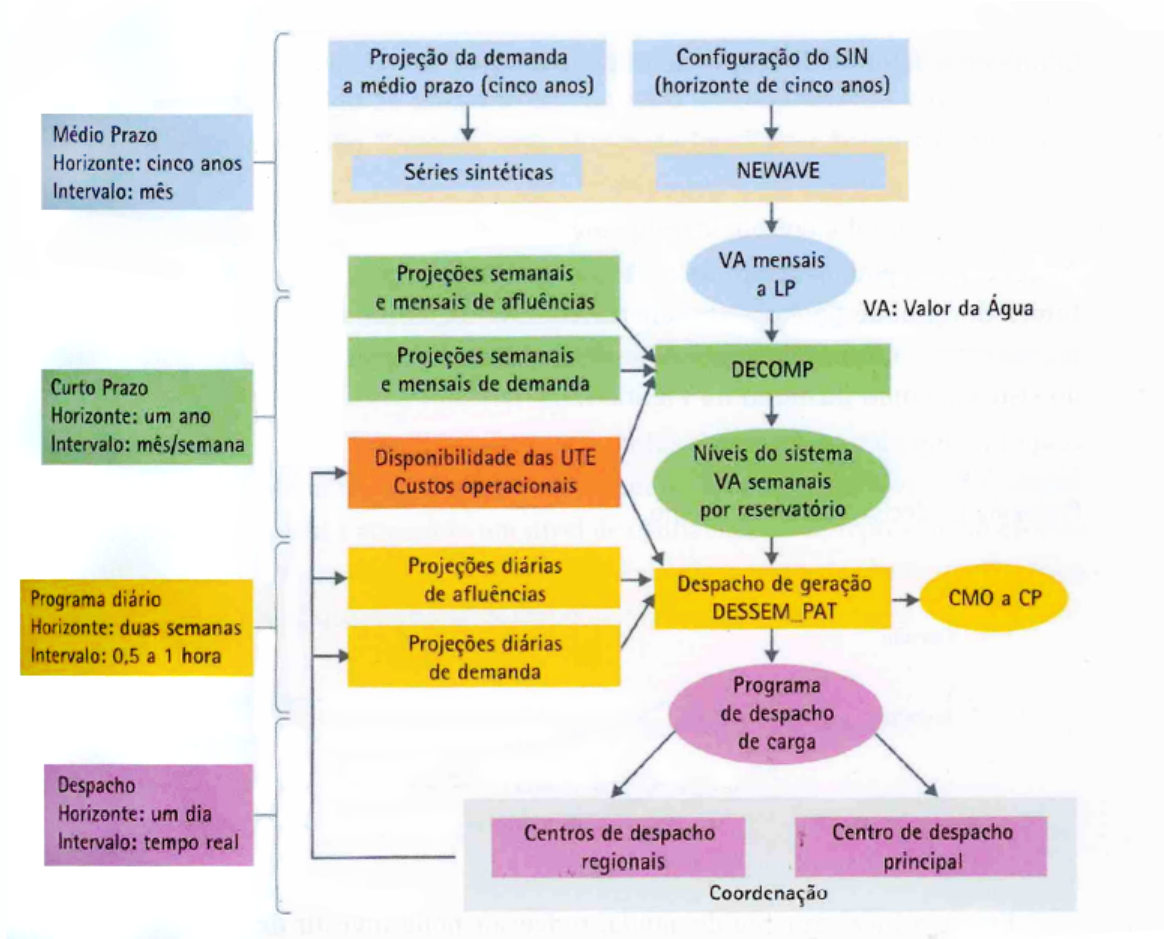 Projeção da demanda
a médio prazo (cinco anos)
Configuração do SIN
(horizonte de cinco anos)
Médio Prazo
Horizonte: cinco anos
Intervalo: mês
Séries sintéticas
NEWAVE
VA mensais
a LP
VA: Valor da Água
Projeções semanais
e mensais de afluências
Projeções semanais
e mensais de demanda
DECOMP
Curto Prazo
Horizonte: um ano
Intervalo: mês/semana
Disponibilidade das UTE
Custos operacionais
Níveis do sistema
VA semanais
por reservatório
Programa diário
Horizonte: duas semanas
Intervalo: 0,5 a 1 hora
Projeções diárias
de afluências
Projeções diárias
de demanda
Despacho de geração
DESSEM_PAT
CMO a CP
Programa
de despacho
de carga
Despacho
Horizonte: um dia
Intervalo: tempo real
Centros de despacho
regionais
Centro de despacho
principal
Coordenação